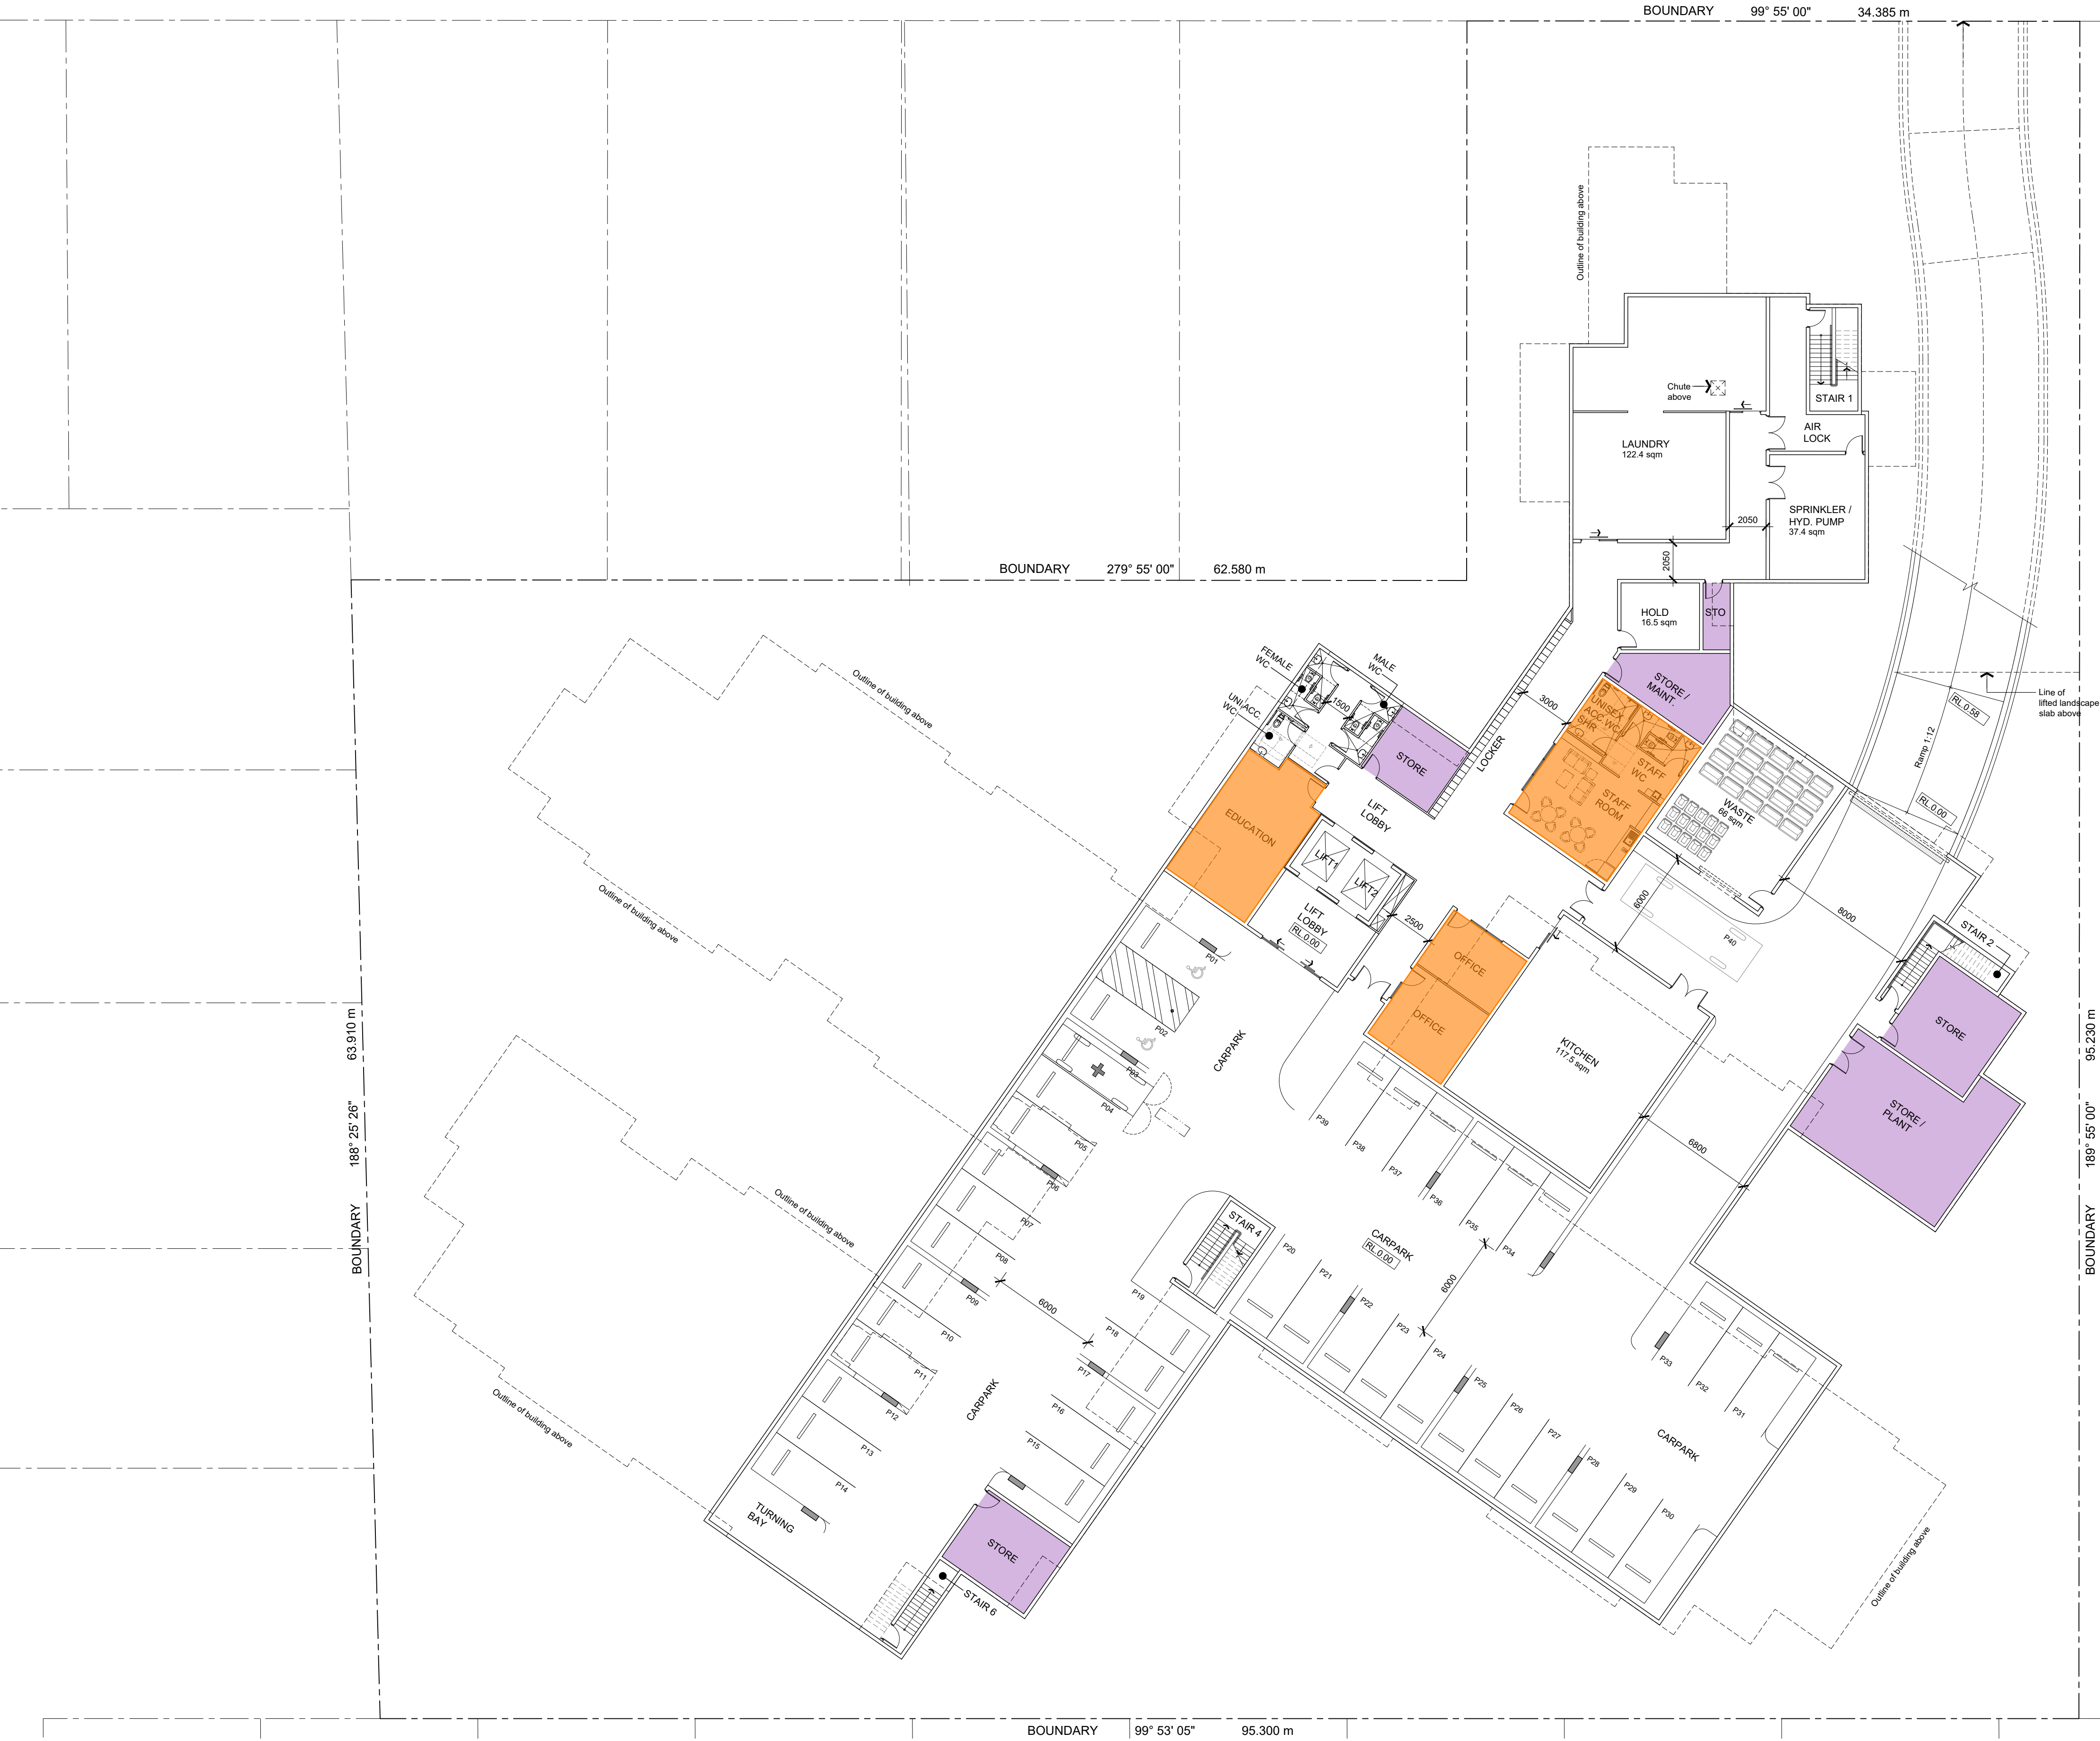 BOUNDARY 99° 55' 00" 34.385 m
Outline of building above
Chute
above
STAIR 1
AIR
LOCK
LAUNDRY
122.4 sqm
SPRINKLER /
HYD. PUMP
37.4 sqm
2050
2050
BOUNDARY 279° 55' 00" 62.580 m
HOLD
16.5 sqm
STO
STORE /
MAINT.
Line of
lifted landscape
slab above
RL.0.58
Ramp 1:12
RL.0.00
FEMALE
WC
MALE
WC
UNI.ACC.
WC
1500
3000
LOCKER
STORE
UNISEX
ACC.WC/
SHR
STAFF
WC
STAFF
ROOM
WASTE
66 sqm
Outline of building above
EDUCATION
LIFT
LOBBY
LIFT1
LIFT2
LIFT
LOBBY
RL.0.00
2500
6000
8000
P40
STAIR 2
Outline of building above
OFFICE
OFFICE
KITCHEN
117.5 sqm
STORE
STORE /
PLANT
P01
P02
P03
P04
P05
P06
P07
P08
P09
P10
P11
P12
P13
P14
CARPARK
P39
P38
P37
P36
P35
P34
6800
BOUNDARY 188° 25' 26" 63.910 m
BOUNDARY 189° 55' 00" 95.230 m
Outline of building above
STAIR 4
CARPARK
RL.0.00
6000
6000
P20
P21
P22
P23
P24
P25
P26
P27
P28
P29
P30
P19
P18
P17
P16
P15
P33
P32
P31
CARPARK
CARPARK
Outline of building above
TURNING
BAY
STORE
STAIR 6
Outline of building above
BOUNDARY 99° 53' 05" 95.300 m